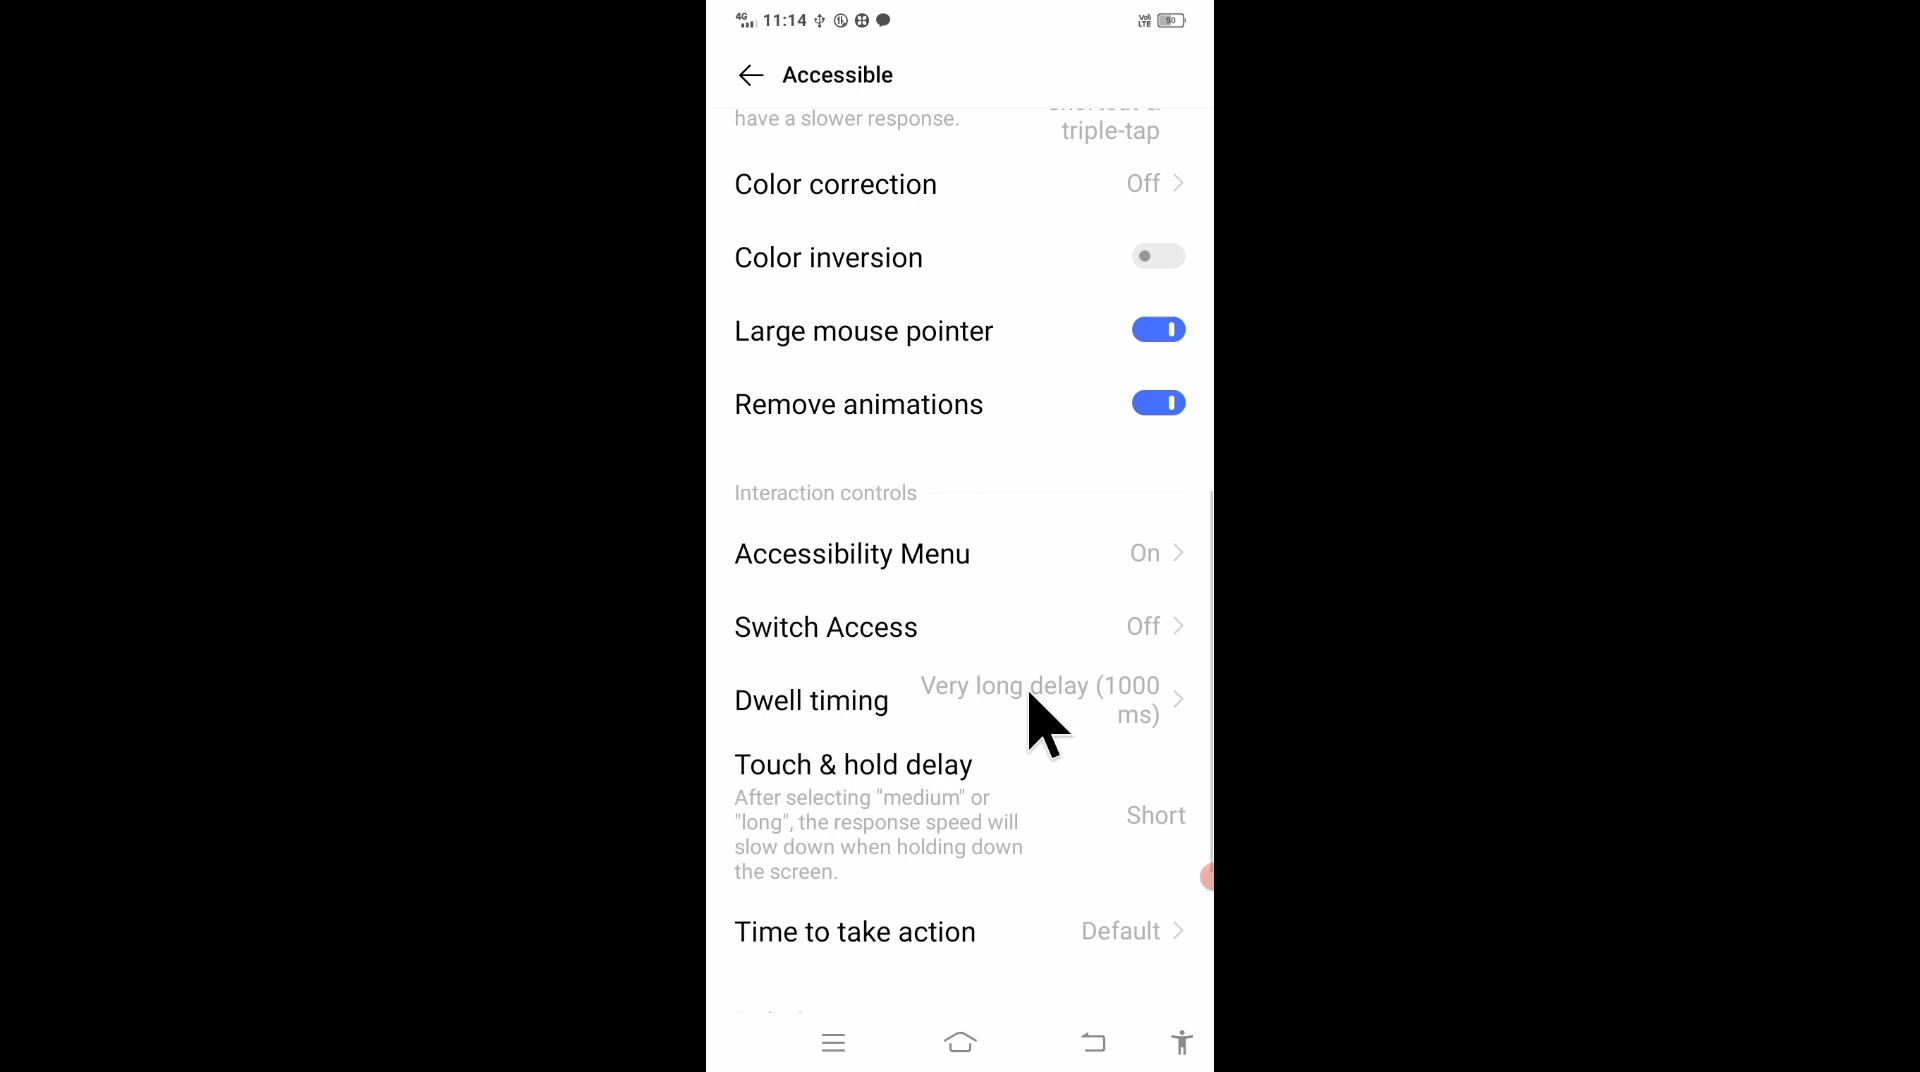 4G 11:14
VoLTE 50
Accessible
have a slower response.
triple-tap
Color correction Off
Color inversion
Large mouse pointer
Remove animations
Interaction controls
Accessibility Menu On
Switch Access Off
Dwell timing Very long delay (1000
ms)
Touch & hold delay
After selecting "medium" or
"long", the response speed will
slow down when holding down
the screen.
Short
Time to take action Default